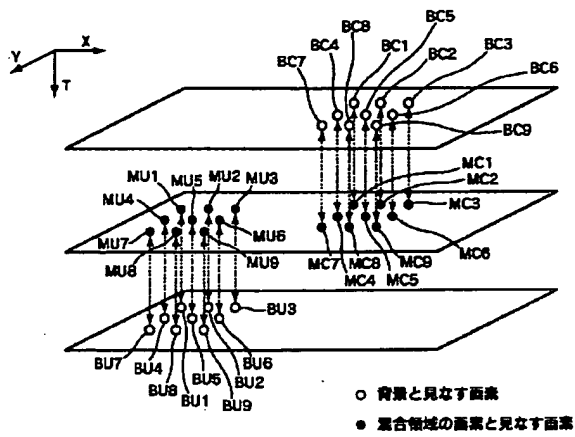 X
Y
T
BC8
BC5
BC4
BC1
BC2
BC3
BC7
BC6
BC9
MC1
MC2
MC3
MC6
MC7
MC8
MC9
MC4
MC5
MU1
MU2
MU3
MU5
MU4
MU6
MU7
MU8
MU9
BU3
BU7
BU4
BU6
BU8
BU5
BU2
BU1
BU9
○ 背景と見なす画素
● 混合領域の画素と見なす画素